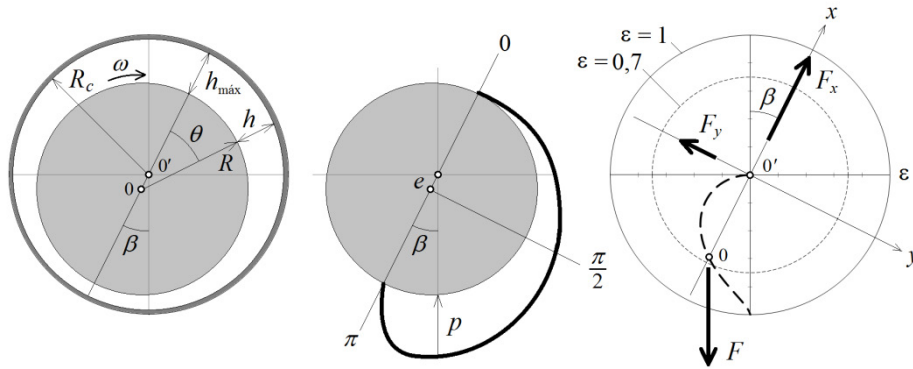 ω
R_c
h_máx
h
θ
R
0'
0
β
0
e
β
π/2
π
p
x
ε = 1
ε = 0,7
β
F_x
F_y
0'
ε
0
y
F